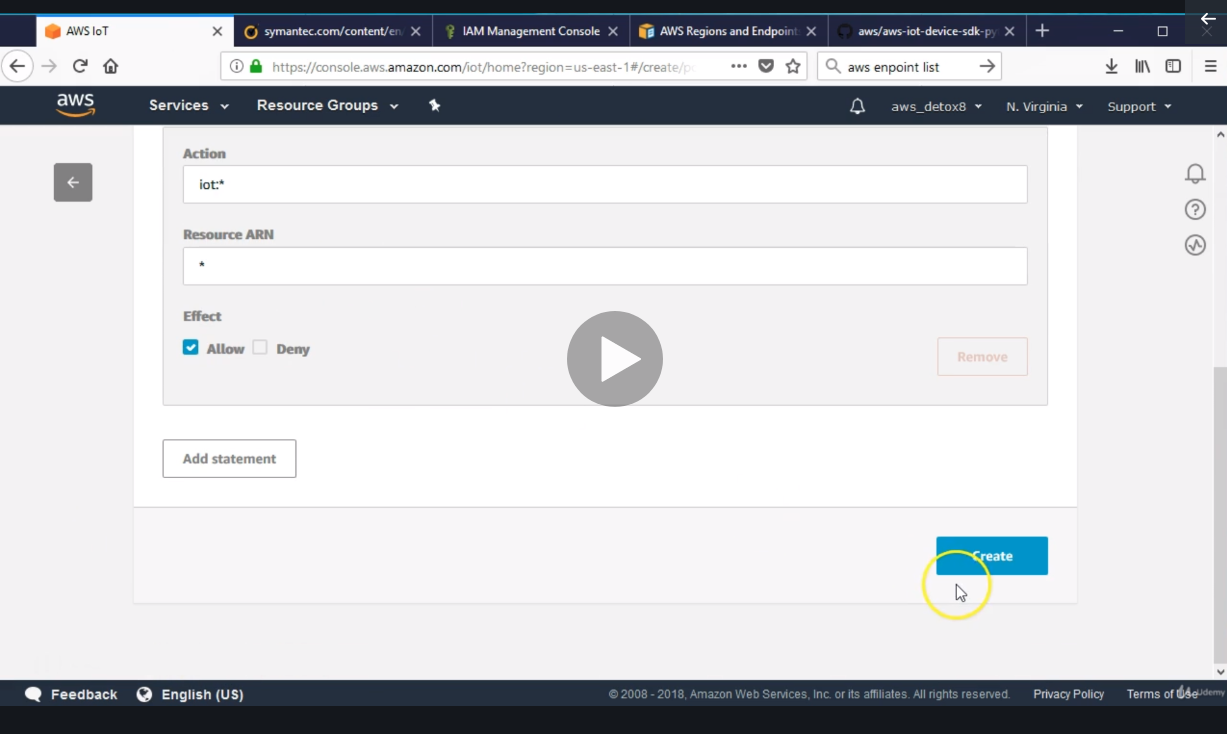 AWS IoT
symantec.com/content/en
IAM Management Console
AWS Regions and Endpoint
aws/aws-iot-device-sdk-py
https://console.aws.amazon.com/iot/home?region=us-east-1#/create/po
aws enpoint list
aws
Services
Resource Groups
aws_detox8
N. Virginia
Support
Action
iot:*
Resource ARN
*
Effect
Allow
Deny
Remove
Add statement
Create
Feedback
English (US)
© 2008 - 2018, Amazon Web Services, Inc. or its affiliates. All rights reserved.
Privacy Policy
Terms of Use
Udemy